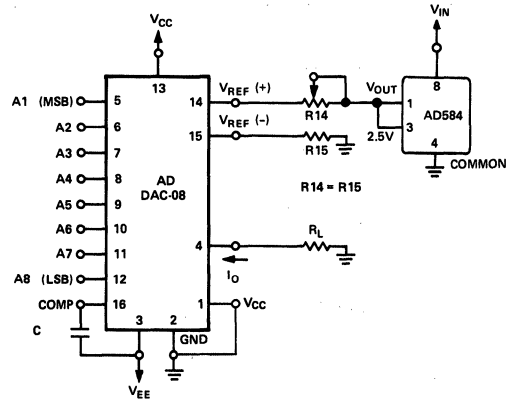 VCC
VIN
13
8
A1 (MSB) 5
14 VREF (+)
R14
VOUT
1
AD584
A2 6
15 VREF (-)
R15
2.5V
3
4
COMMON
A3 7
A4 8
AD
DAC-08
R14 = R15
A5 9
A6 10
A7 11
4
RL
IO
A8 (LSB) 12
COMP 16
1
VCC
C
3
2
GND
VEE